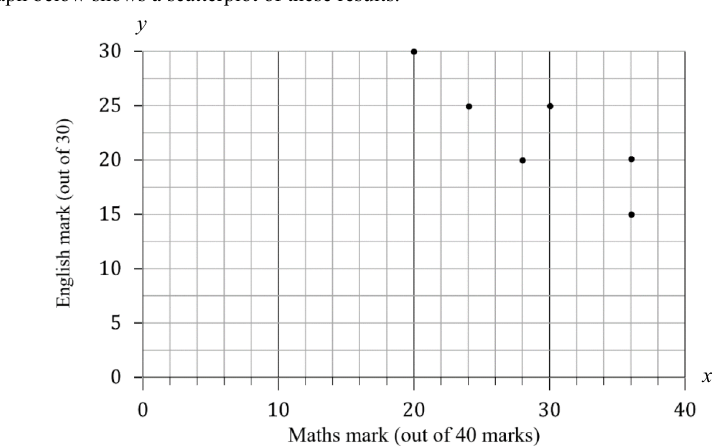 below shows a scatterplot of these results.
y
30
25
20
15
10
5
0
English mark (out of 30)
x
0 10 20 30 40
Maths mark (out of 40 marks)